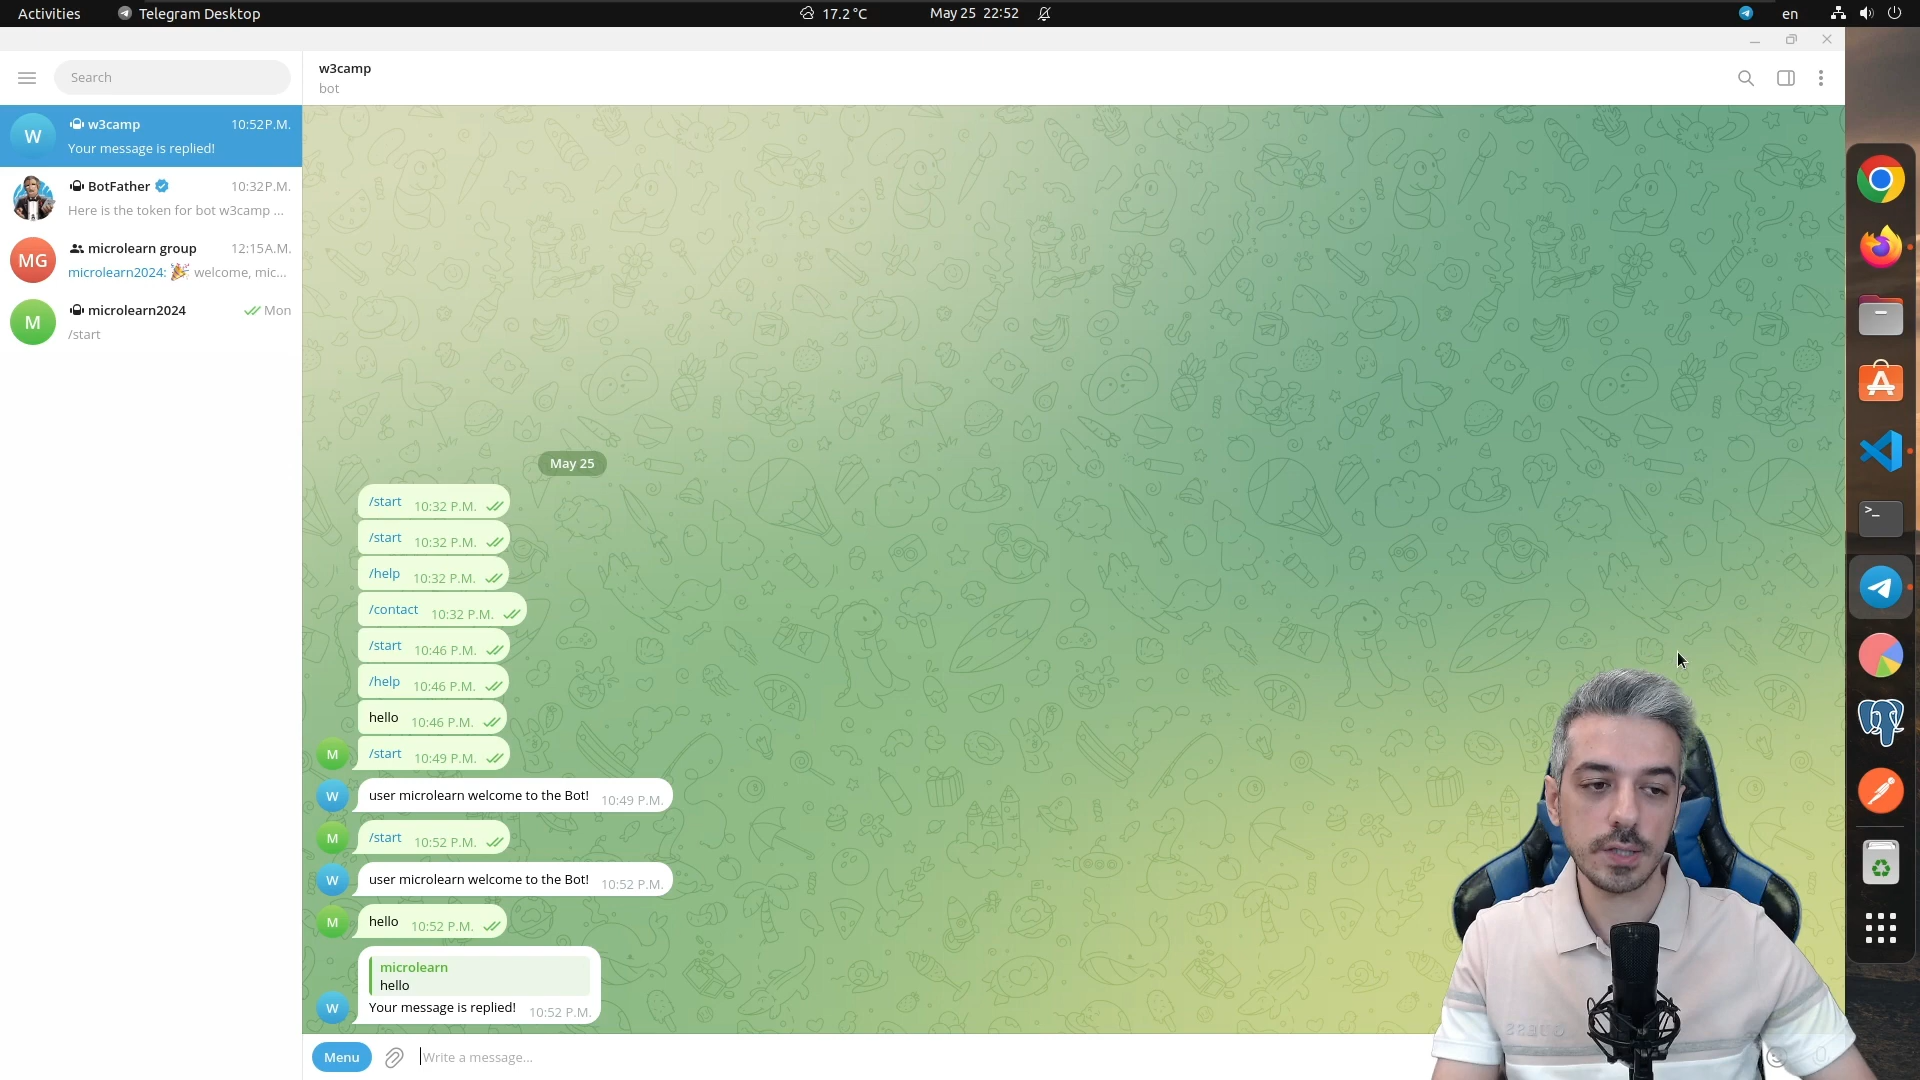 Activities
Telegram Desktop
17.2 °C
May 25 22:52
en
Search
w3camp
bot
W
w3camp
10:52 P.M.
Your message is replied!
BotFather
10:32 P.M.
Here is the token for bot w3camp ...
MG
microlearn group
12:15 A.M.
microlearn2024: 🎉 welcome, mic...
M
microlearn2024
Mon
/start
May 25
/start 10:32 P.M.
/start 10:32 P.M.
/help 10:32 P.M.
/contact 10:32 P.M.
/start 10:46 P.M.
/help 10:46 P.M.
hello 10:46 P.M.
M /start 10:49 P.M.
W user microlearn welcome to the Bot! 10:49 P.M.
M /start 10:52 P.M.
W user microlearn welcome to the Bot! 10:52 P.M.
M hello 10:52 P.M.
microlearn
hello
W Your message is replied! 10:52 P.M.
Menu
Write a message...